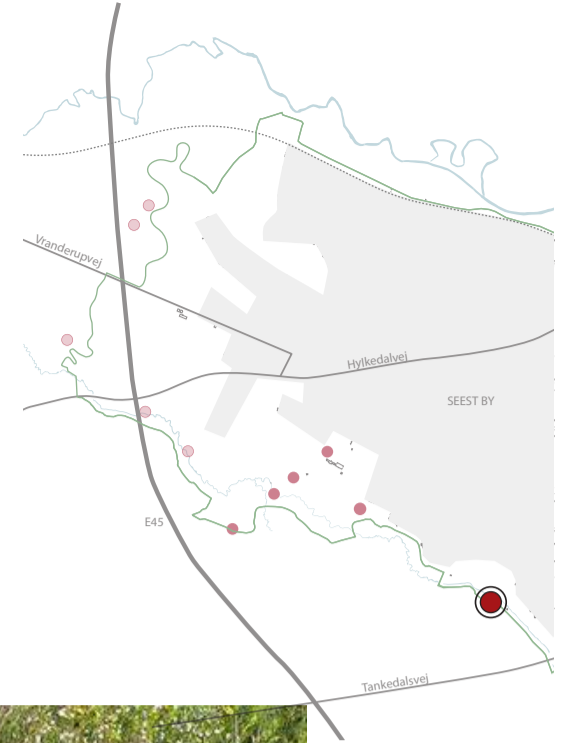 Vranderupvej
Hylkedalvej
SEEST BY
E45
Tankedalsvej